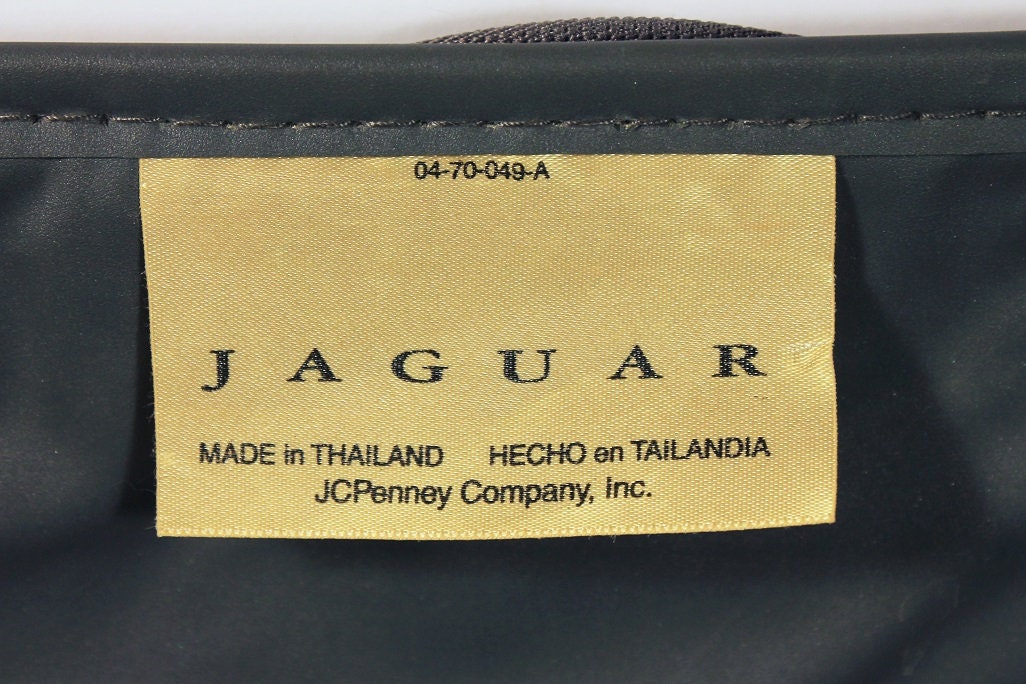 04-70-049-A
JAGUAR
MADE in THAILAND HECHO en TAILANDIA
JCPenney Company, Inc.